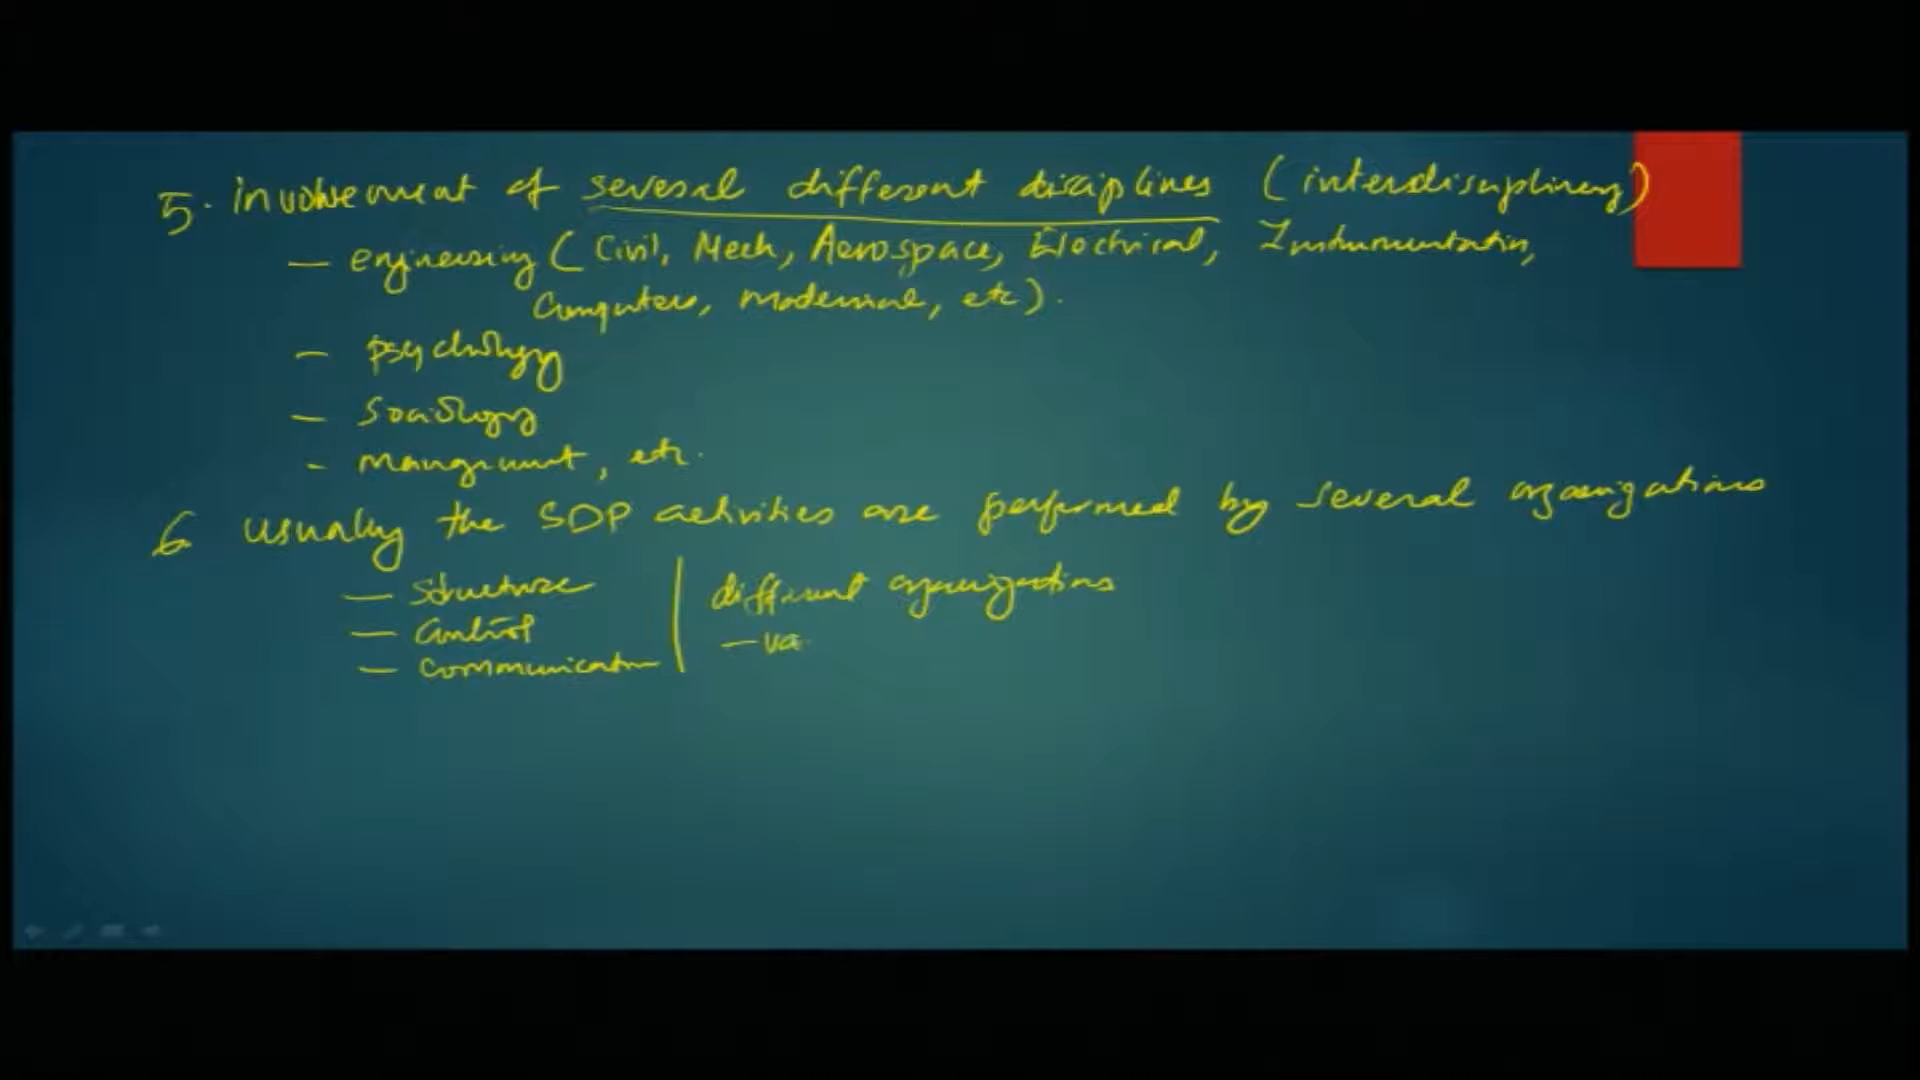 5. involvement of several different disciplines (interdisciplinary)
— engineering (Civil, Mech, Aerospace, Electrical, Instrumentation,
Computers, etc).
— psychology
— Sociology
- Management, etc.
6 Usually the SDP activities are performed by several organizations
— Structure
— Control
— Communication
different organizations
— va